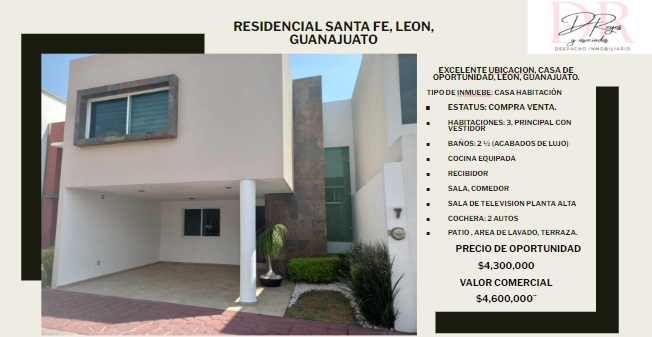 RESIDENCIAL SANTA FE, LEON,
GUANAJUATO
DR
DReyes
y asociados
DESPACHO INMOBILIARIO
EXCELENTE UBICACION, CASA DE
OPORTUNIDAD, LEON, GUANAJUATO.
TIPO DE INMUEBE: CASA HABITACIÓN
▪ ESTATUS: COMPRA VENTA.
▪ HABITACIONES: 3, PRINCIPAL CON
VESTIDOR
▪ BAÑOS: 2 ½ (ACABADOS DE LUJO)
▪ COCINA EQUIPADA
▪ RECIBIDOR
▪ SALA, COMEDOR
▪ SALA DE TELEVISION PLANTA ALTA
▪ COCHERA: 2 AUTOS
▪ PATIO , AREA DE LAVADO, TERRAZA.
PRECIO DE OPORTUNIDAD
$4,300,000
VALOR COMERCIAL
$4,600,000¨